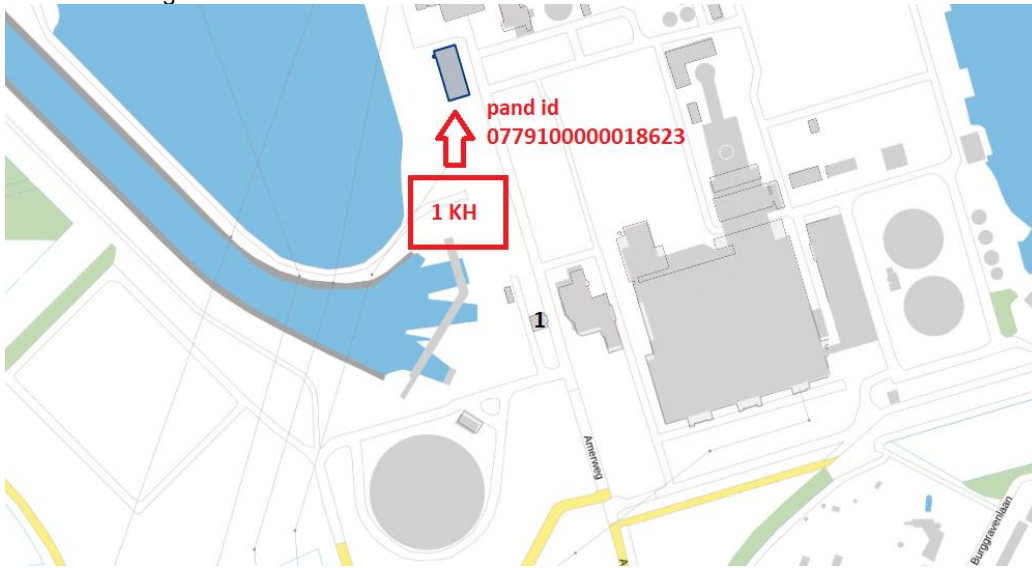 pand id
0779100000018623
1 KH
1
Amerweg
A
Burggravenlaan